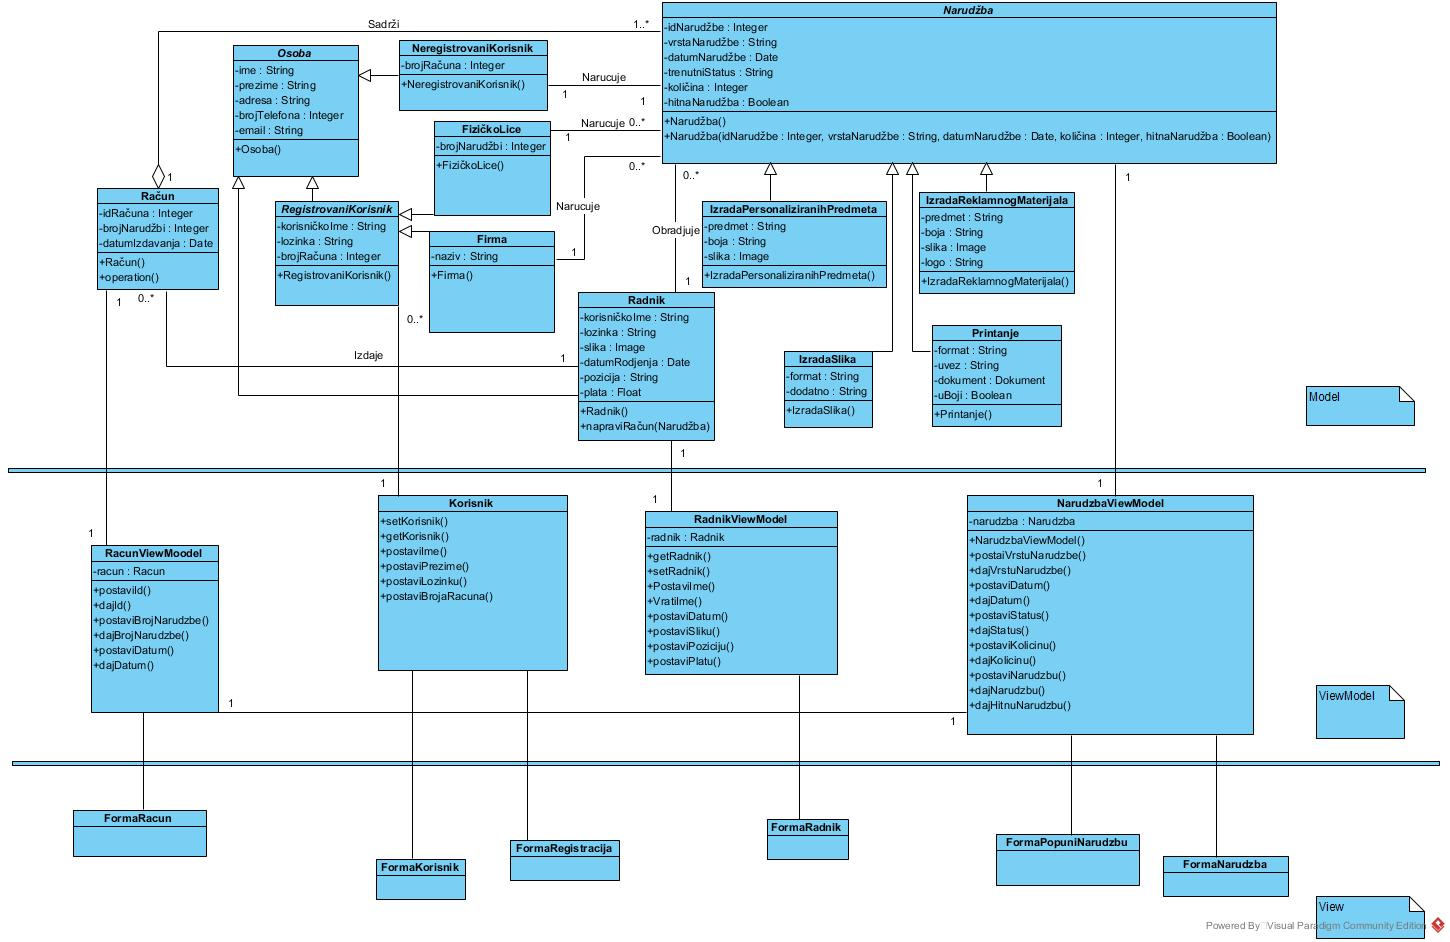 Narudžba
-idNarudžbe : Integer
-vrstaNarudžbe : String
-datumNarudžbe : Date
-trenutniStatus : String
-količina : Integer
-hitnaNarudžba : Boolean
+Narudžba()
+Narudžba(idNarudžbe : Integer, vrstaNarudžbe : String, datumNarudžbe : Date, količina : Integer, hitnaNarudžba : Boolean)
Sadrži
1..*
1
Osoba
-ime : String
-prezime : String
-adresa : String
-brojTelefona : Integer
-email : String
+Osoba()
NeregistrovaniKorisnik
-brojRačuna : Integer
+NeregistrovaniKorisnik()
Narucuje
1
1
FizičkoLice
-brojNarudžbi : Integer
+FizičkoLice()
Narucuje
0..*
1
0..*
Narucuje
1
Račun
-idRačuna : Integer
-brojNarudžbi : Integer
-datumIzdavanja : Date
+Račun()
+operation()
RegistrovaniKorisnik
-korisničkoIme : String
-lozinka : String
-brojRačuna : Integer
+RegistrovaniKorisnik()
Firma
-naziv : String
+Firma()
0..*
Obradjuje
1
IzradaPersonaliziranihPredmeta
-predmet : String
-boja : String
-slika : Image
+IzradaPersonaliziranihPredmeta()
IzradaReklamnogMaterijala
-predmet : String
-boja : String
-slika : Image
-logo : String
+IzradaReklamnogMaterijala()
1
Radnik
-korisničkoIme : String
-lozinka : String
-slika : Image
-datumRodjenja : Date
-pozicija : String
-plata : Float
+Radnik()
+napraviRačun(Narudžba)
IzradaSlika
-format : String
-dodatno : String
+IzradaSlika()
Printanje
-format : String
-uvez : String
-dokument : Dokument
-uBoji : Boolean
+Printanje()
1
0..*
0..*
Izdaje
1
Model
1
1
1
1
1
RacunViewMoodel
-racun : Racun
+postaviId()
+dajId()
+postaviBrojNarudzbe()
+dajBrojNarudzbe()
+postaviDatum()
+dajDatum()
Korisnik
+setKorisnik()
+getKorisnik()
+postaviIme()
+postaviPrezime()
+postaviLozinku()
+postaviBrojaRacuna()
RadnikViewModel
-radnik : Radnik
+getRadnik()
+setRadnik()
+PostaviIme()
+VratiIme()
+postaviDatum()
+postaviSliku()
+postaviPoziciju()
+postaviPlatu()
NarudzbaViewModel
-narudzba : Narudzba
+NarudzbaViewModel()
+postaiVrstuNarudzbe()
+dajVrstuNarudzbe()
+postaviDatum()
+dajDatum()
+postaviStatus()
+dajStatus()
+postaviKolicinu()
+dajKolicinu()
+postaviNarudzbu()
+dajNarudzbu()
+dajHitnuNarudzbu()
ViewModel
1
1
FormaRacun
FormaKorisnik
FormaRegistracija
FormaRadnik
FormaPopuniNarudzbu
FormaNarudzba
View
Powered By Visual Paradigm Community Edition